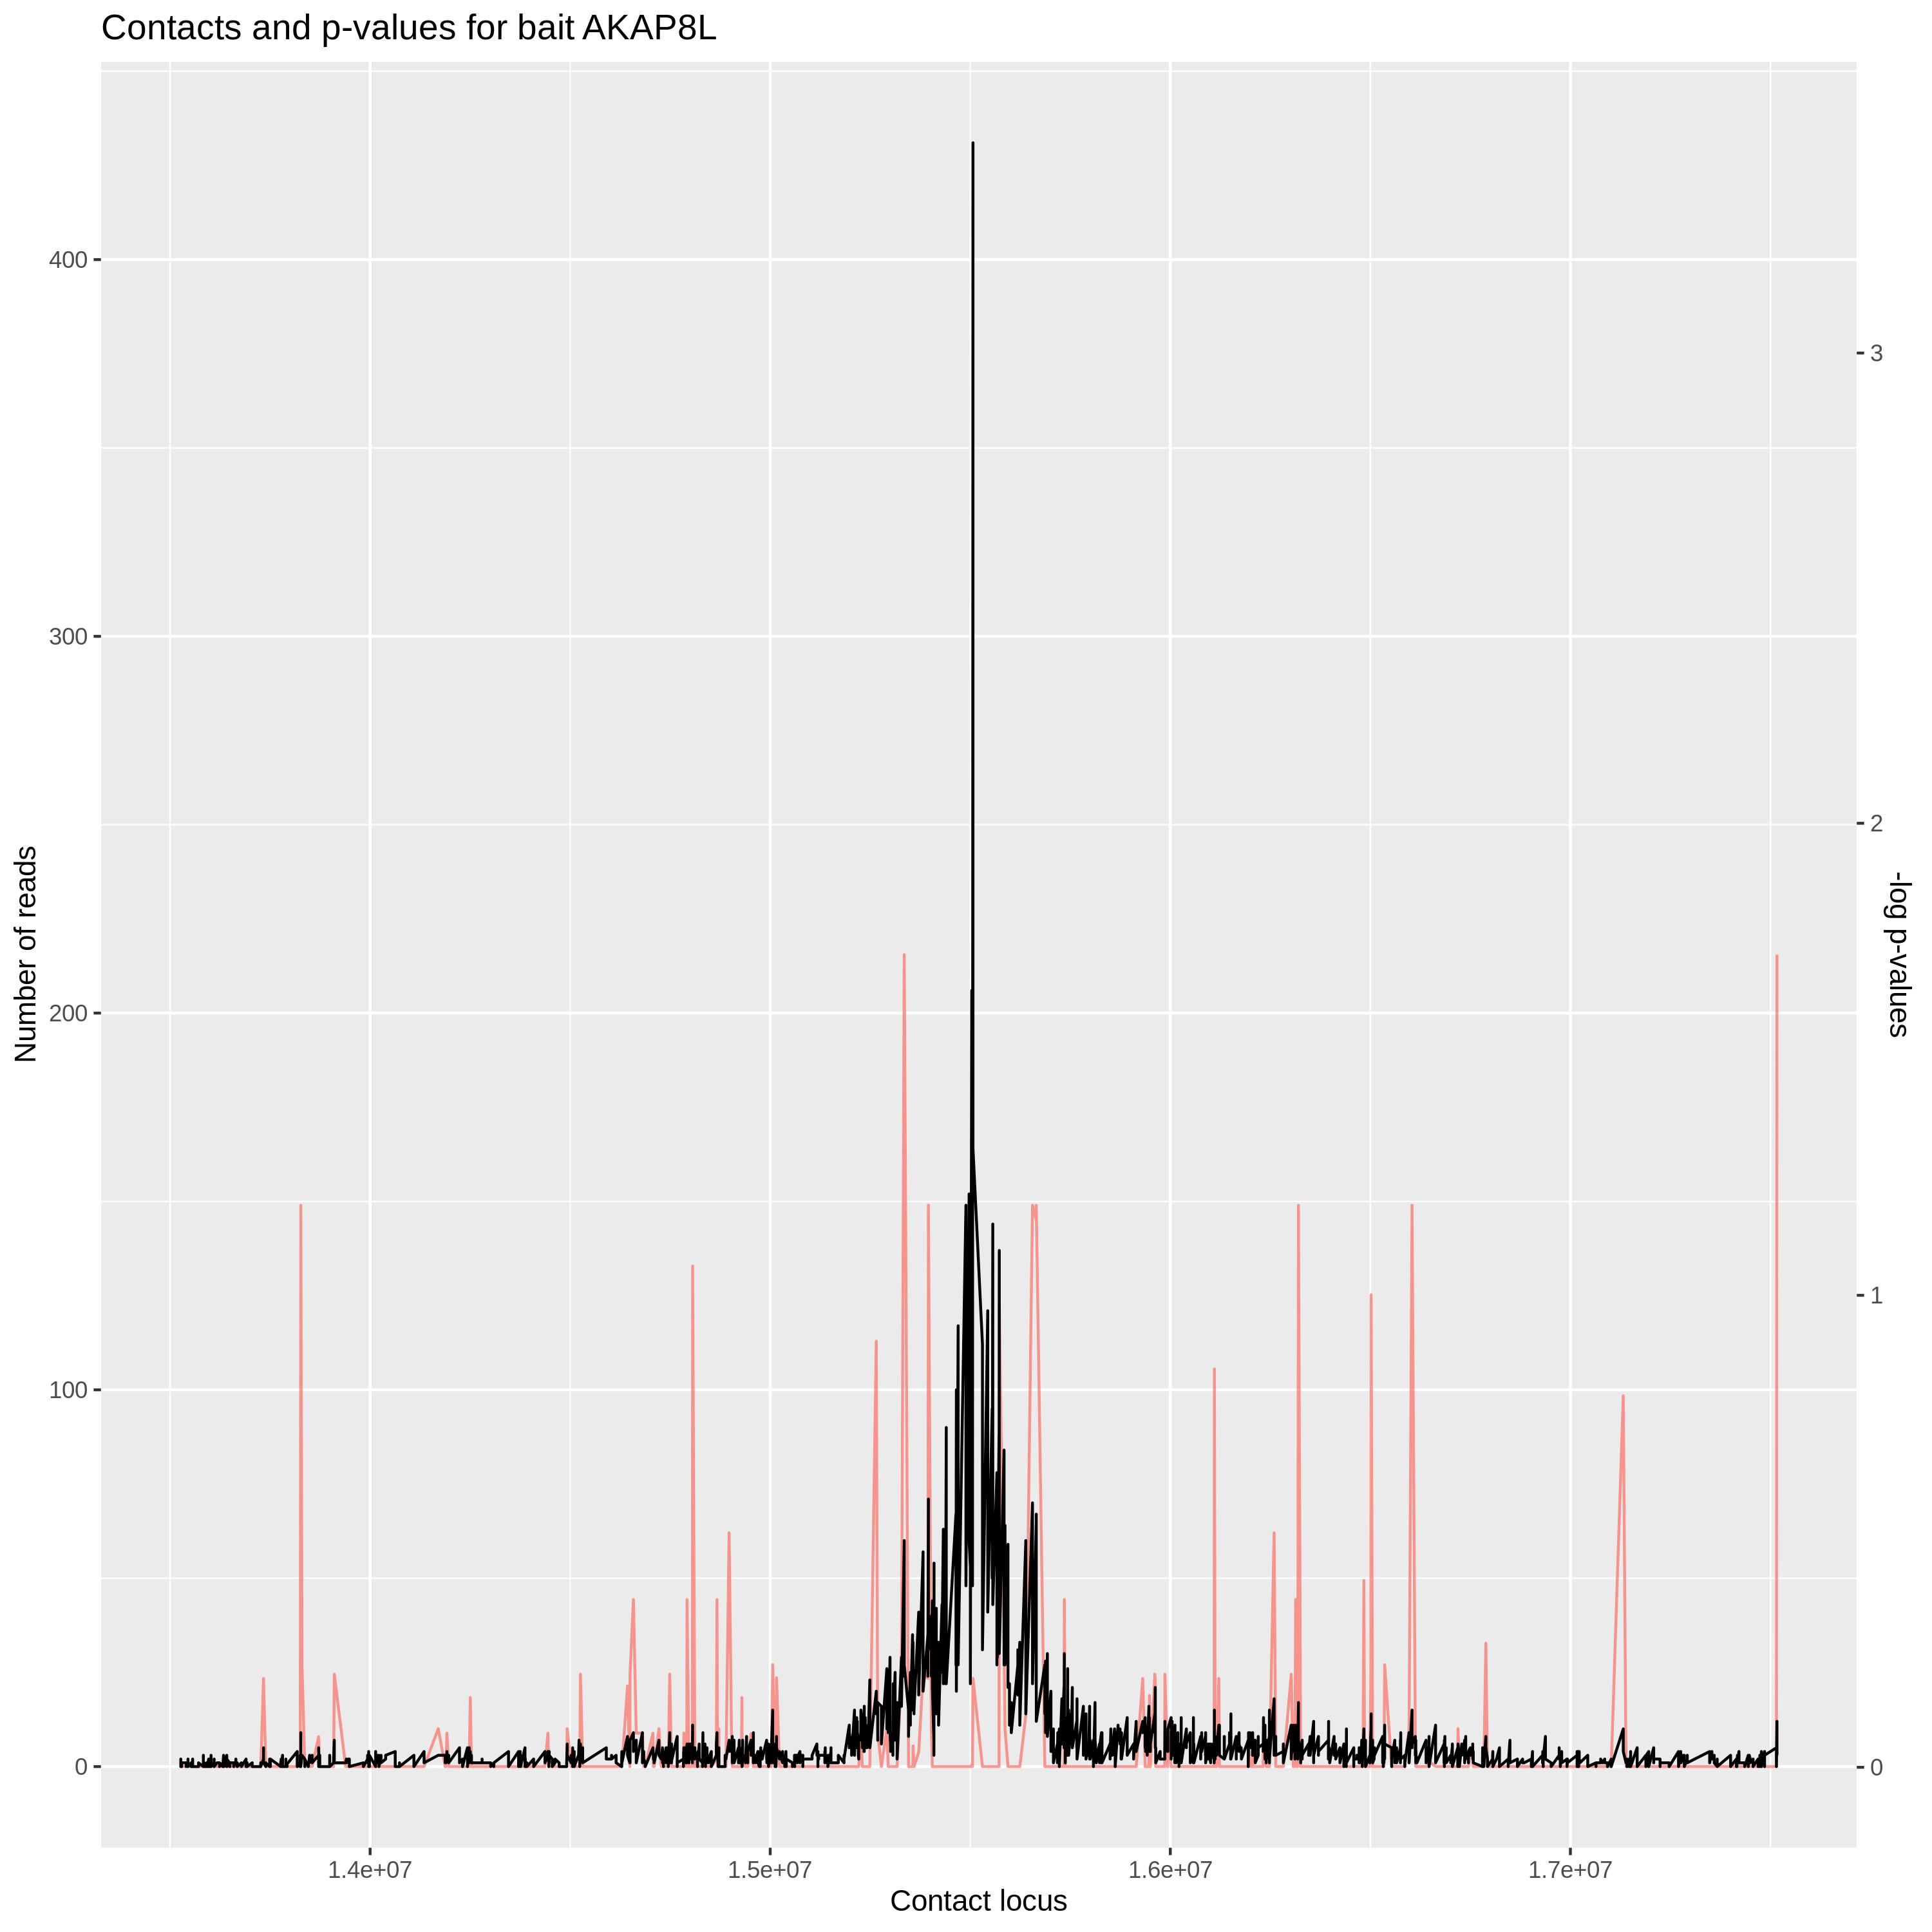 Contacts and p-values for bait AKAP8L
Number of reads
400
300
200
100
0
3
2
1
0
-log p-values
1.4e+07
1.5e+07
1.6e+07
1.7e+07
Contact locus